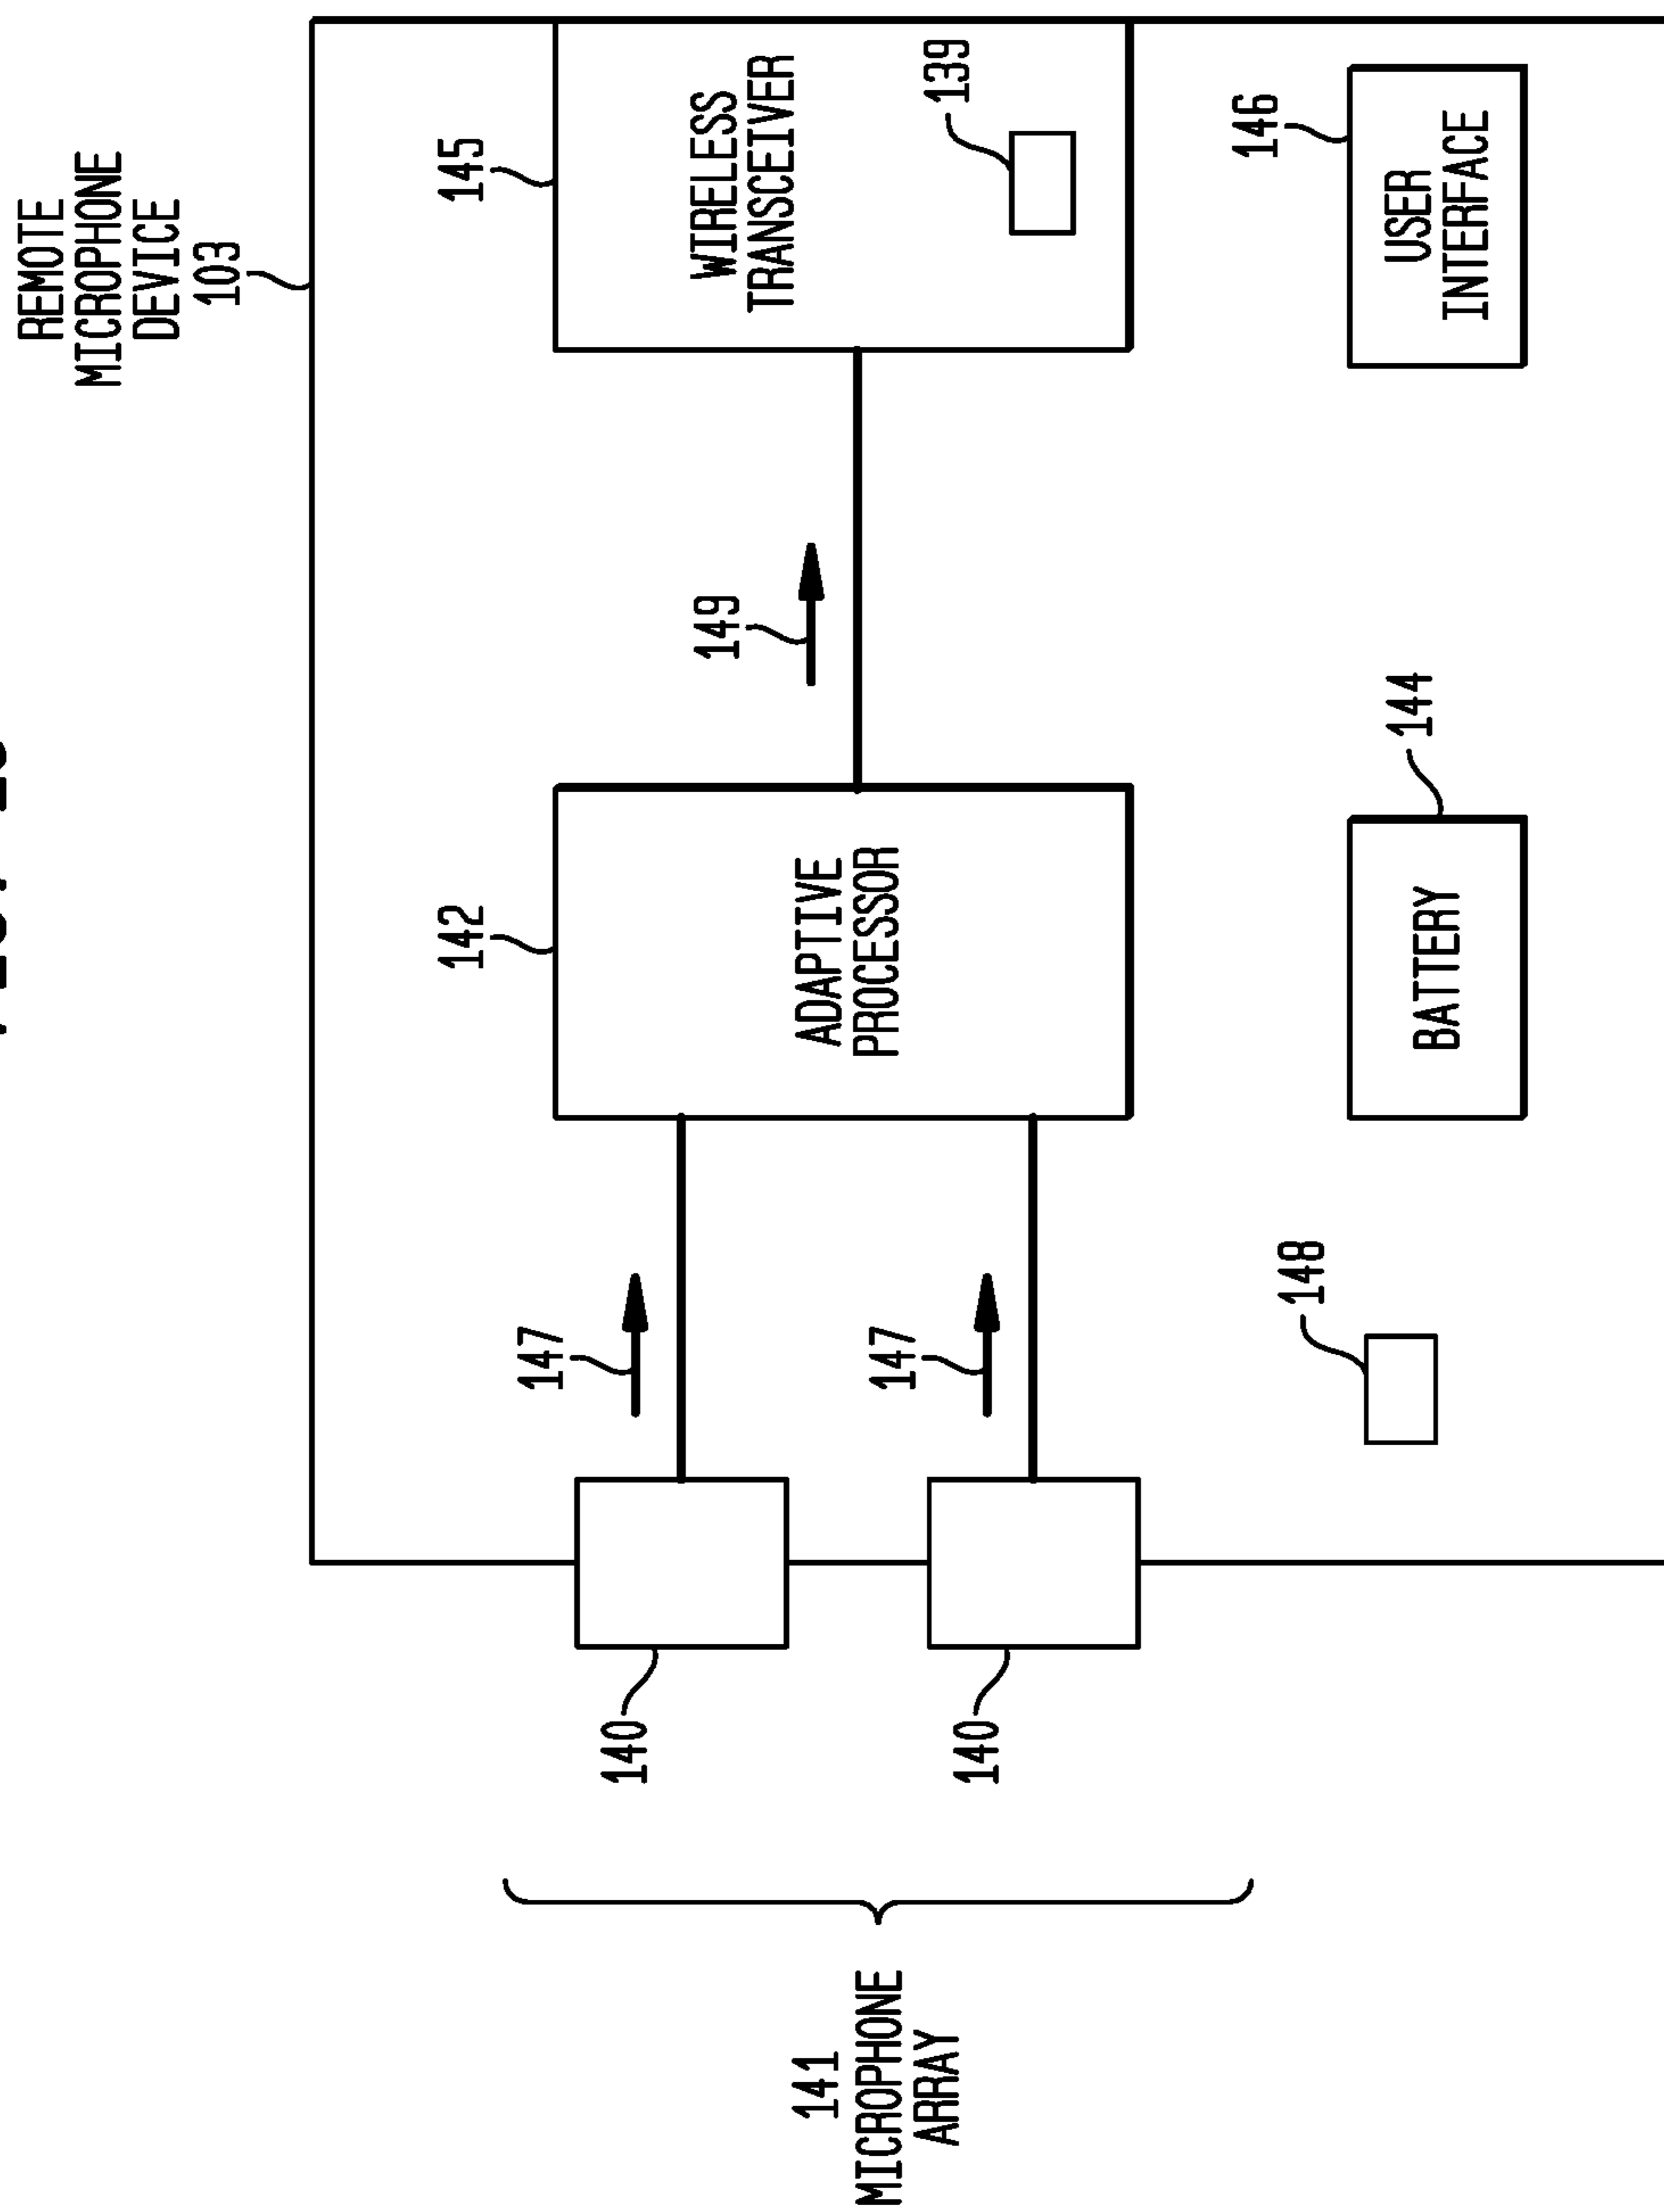 REMOTE
MICROPHONE
DEVICE
103
145
WIRELESS
TRANSCEIVER
139
146
USER
INTERFACE
149
142
ADAPTIVE
PROCESSOR
144
BATTERY
147
147
148
140
140
141
MICROPHONE
ARRAY